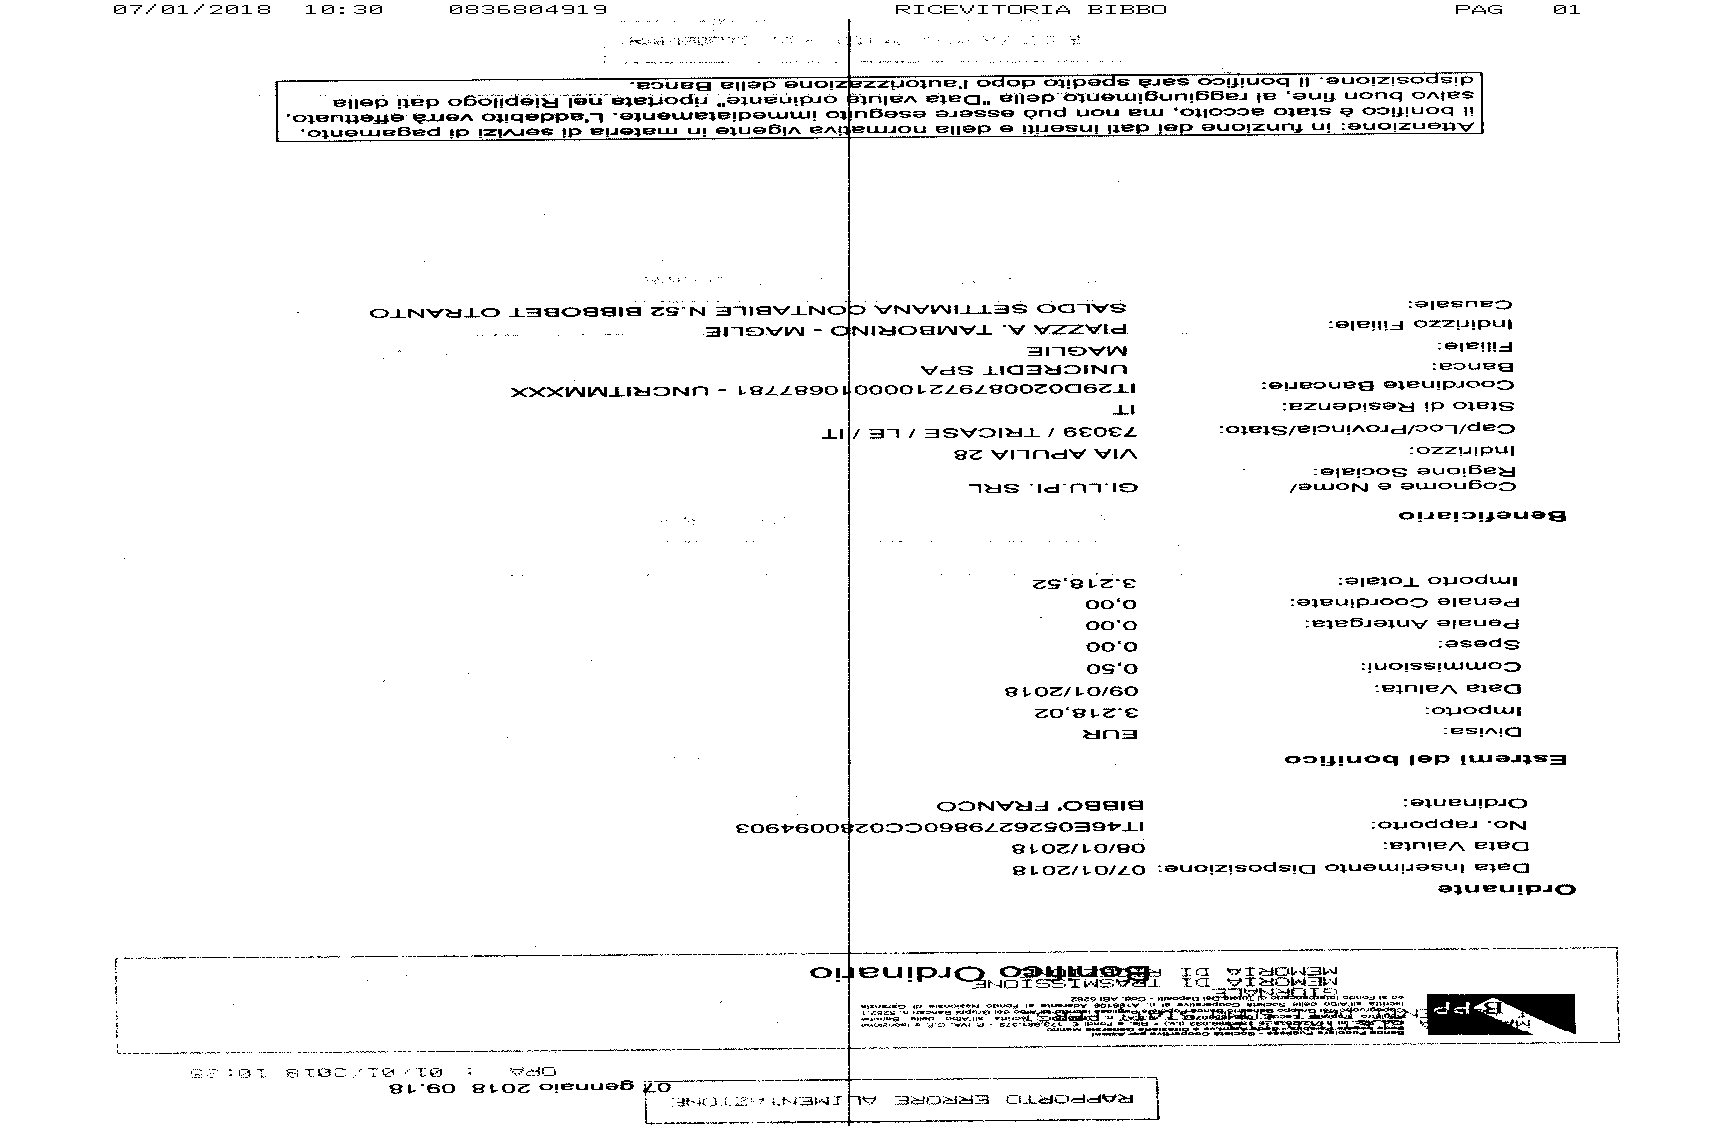 07/01/2018 10:30 0836804919 RICEVITORIA BIBBO PAG 01
RAPPORTO ERRORE ALIMENTAZIONE
07 gennaio 2018 09.18
ORA :
BPP
GIORNALE
MEMORIA DI TRASMISSIONE
MEMORIA DI
Bonifico Ordinario
Ordinante
Data Inserimento Disposizione: 07/01/2018
Data Valuta: 08/01/2018
No. rapporto: IT46E0526279860CC0280094903
Ordinante: BIBBO' FRANCO
Estremi del bonifico
Divisa: EUR
Importo: 3.218,02
Data Valuta: 09/01/2018
Commissioni: 0,50
Spese: 0,00
Penale Antergata: 0,00
Penale Coordinate: 0,00
Importo Totale: 3.218,52
Beneficiario
Cognome e Nome/ GI.LU.PI. SRL
Ragione Sociale:
Indirizzo: VIA APULIA 28
Cap/Loc/Provincia/Stato: 73039 / TRICASE / LE / IT
Stato di Residenza: IT
Coordinate Bancarie: IT29D0200879721000010687781 - UNCRITMMXXX
Banca: UNICREDIT SPA
Filiale: MAGLIE
Indirizzo Filiale: PIAZZA A. TAMBORINO - MAGLIE
Causale: SALDO SETTIMANA CONTABILE N.52 BIBBOBET OTRANTO
Attenzione: in funzione dei dati inseriti e della normativa vigente in materia di servizi di pagamento,
il bonifico è stato accolto, ma non può essere eseguito immediatamente. L'addebito verrà effettuato,
salvo buon fine, al raggiungimento della "Data valuta ordinante" riportata nel Riepilogo dati della
disposizione. Il bonifico sarà spedito dopo l'autorizzazione della Banca.